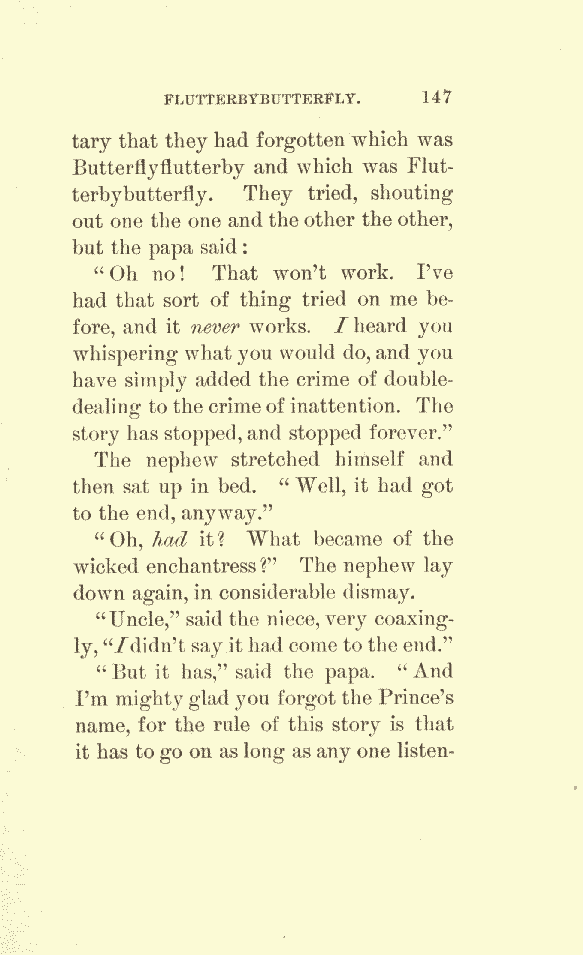 FLUTTERBYBUTTERFLY. 147
tary that they had forgotten which was
Butterflyflutterby and which was Flut-
terbybutterfly. They tried, shouting
out one the one and the other the other,
but the papa said:
"Oh no! That won't work. I've
had that sort of thing tried on me be-
fore, and it never works. I heard you
whispering what you would do, and you
have simply added the crime of double-
dealing to the crime of inattention. The
story has stopped, and stopped forever."
The nephew stretched himself and
then sat up in bed. "Well, it had got
to the end, anyway."
"Oh, had it? What became of the
wicked enchantress?" The nephew lay
down again, in considerable dismay.
"Uncle," said the niece, very coaxing-
ly, "I didn't say it had come to the end."
"But it has," said the papa. "And
I'm mighty glad you forgot the Prince's
name, for the rule of this story is that
it has to go on as long as any one listen-